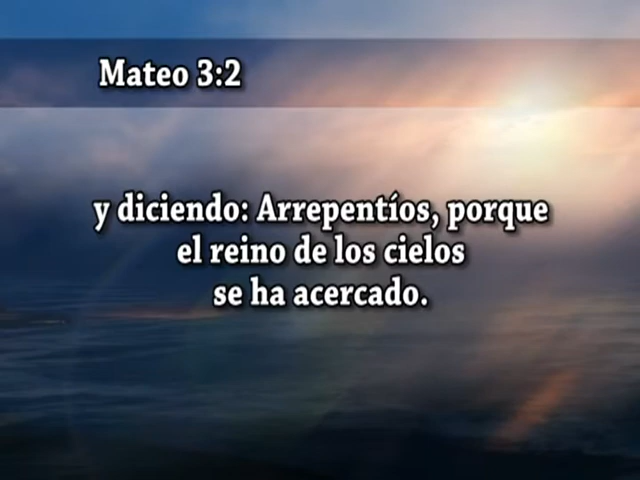 Mateo 3:2
y diciendo: Arrepentíos, porque
el reino de los cielos
se ha acercado.